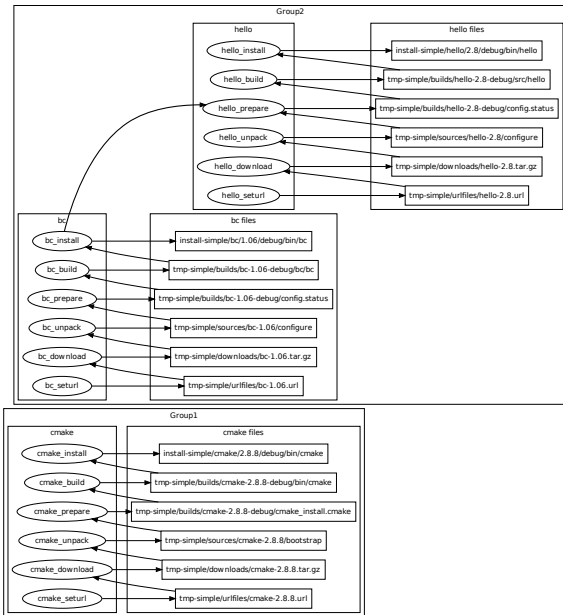 Group2
hello
hello files
hello_install
install-simple/hello/2.8/debug/bin/hello
hello_build
tmp-simple/builds/hello-2.8-debug/src/hello
hello_prepare
tmp-simple/builds/hello-2.8-debug/config.status
hello_unpack
tmp-simple/sources/hello-2.8/configure
hello_download
tmp-simple/downloads/hello-2.8.tar.gz
hello_seturl
tmp-simple/urlfiles/hello-2.8.url
bc
bc files
bc_install
install-simple/bc/1.06/debug/bin/bc
bc_build
tmp-simple/builds/bc-1.06-debug/bc/bc
bc_prepare
tmp-simple/builds/bc-1.06-debug/config.status
bc_unpack
tmp-simple/sources/bc-1.06/configure
bc_download
tmp-simple/downloads/bc-1.06.tar.gz
bc_seturl
tmp-simple/urlfiles/bc-1.06.url
Group1
cmake
cmake files
cmake_install
install-simple/cmake/2.8.8/debug/bin/cmake
cmake_build
tmp-simple/builds/cmake-2.8.8-debug/bin/cmake
cmake_prepare
tmp-simple/builds/cmake-2.8.8-debug/cmake_install.cmake
cmake_unpack
tmp-simple/sources/cmake-2.8.8/bootstrap
cmake_download
tmp-simple/downloads/cmake-2.8.8.tar.gz
cmake_seturl
tmp-simple/urlfiles/cmake-2.8.8.url